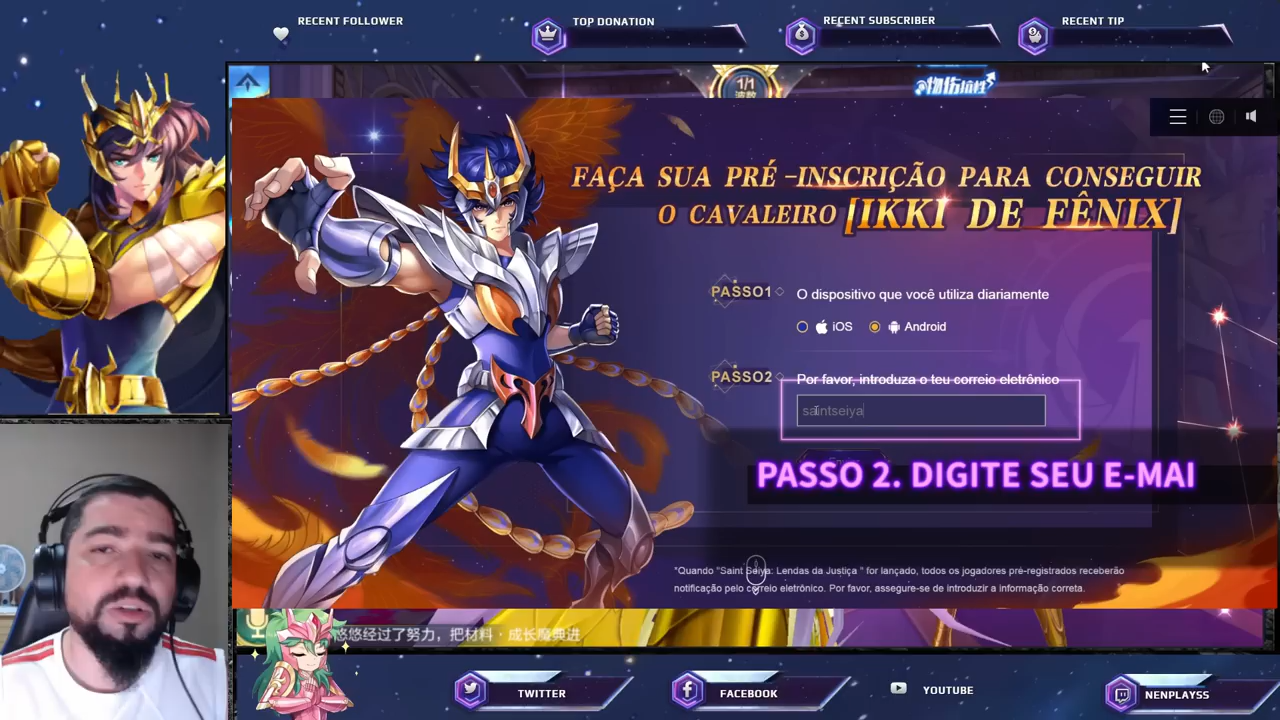 RECENT FOLLOWER
TOP DONATION
RECENT SUBSCRIBER
RECENT TIP
1/1
波数
FAÇA SUA PRÉ-INSCRIÇÃO PARA CONSEGUIR
O CAVALEIRO [IKKI DE FÊNIX]
PASSO1
O dispositivo que você utiliza diariamente
iOS
Android
PASSO2
Por favor, introduza o teu correio eletrônico
saintseiya
PASSO 2. DIGITE SEU E-MAI
*Quando "Saint Seiya: Lendas da Justiça " for lançado, todos os jogadores pré-registrados receberão
notificação pelo correio eletrônico. Por favor, assegure-se de introduzir a informação correta.
悠悠经过了努力，把材料·成长魔典进
TWITTER
FACEBOOK
YOUTUBE
NENPLAYSS